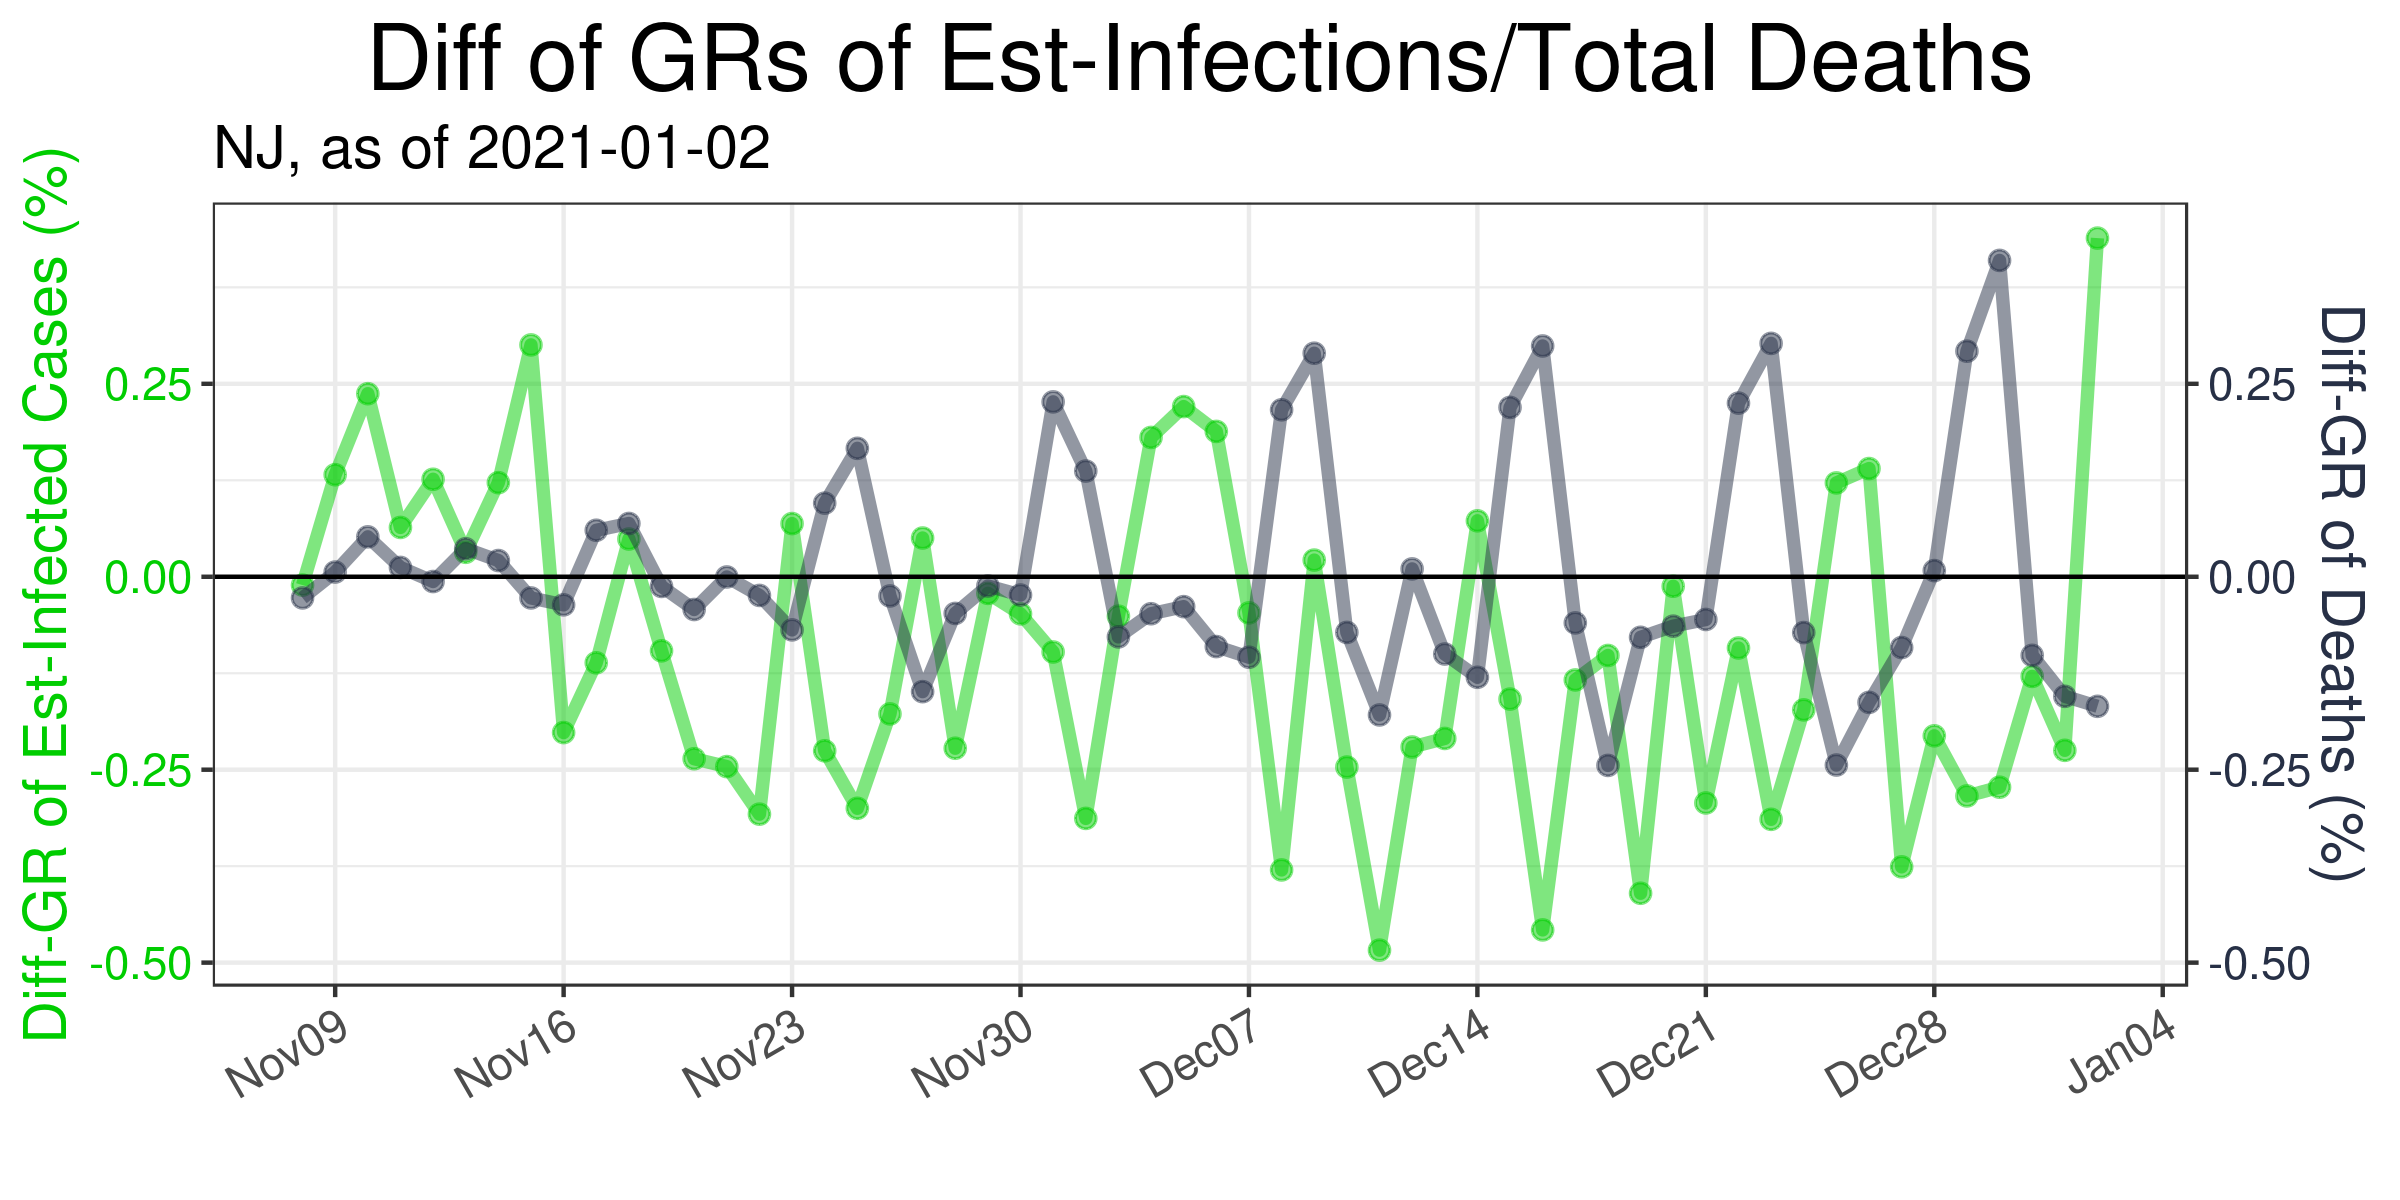 Diff of GRs of Est-Infections/Total Deaths
NJ, as of 2021-01-02
Diff-GR of Est-Infected Cases (%)
0.25
0.00
-0.25
-0.50
0.25
0.00
-0.25
-0.50
Diff-GR of Deaths (%)
Nov09
Nov16
Nov23
Nov30
Dec07
Dec14
Dec21
Dec28
Jan04